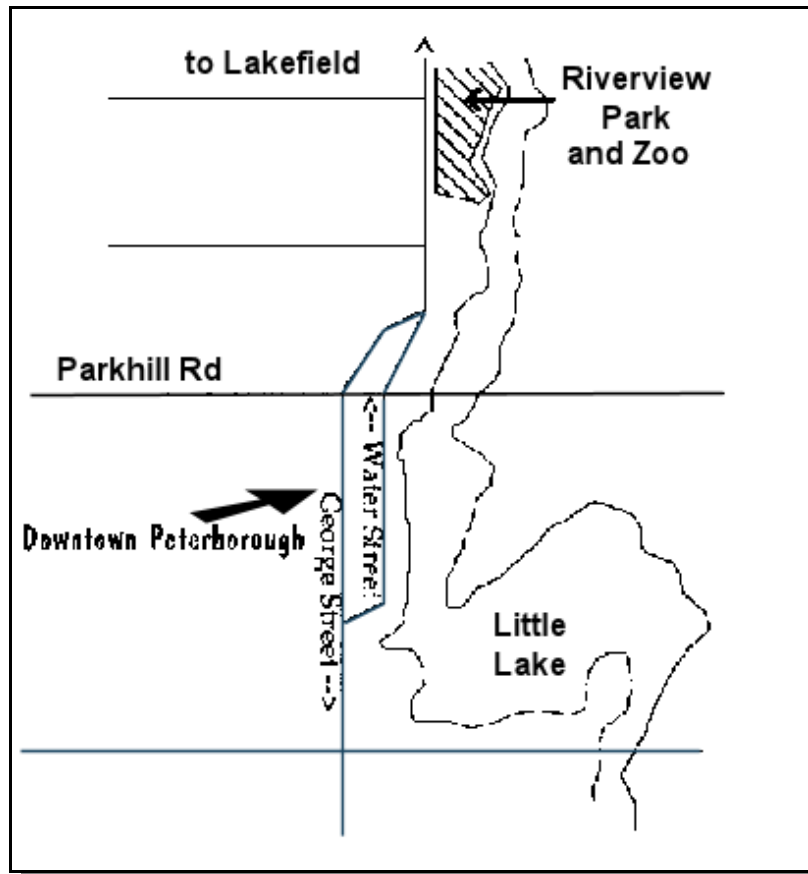 to Lakefield
Riverview
Park
and Zoo
Parkhill Rd
<-- Water Street
Downtown Peterborough
George Street -->
Little
Lake